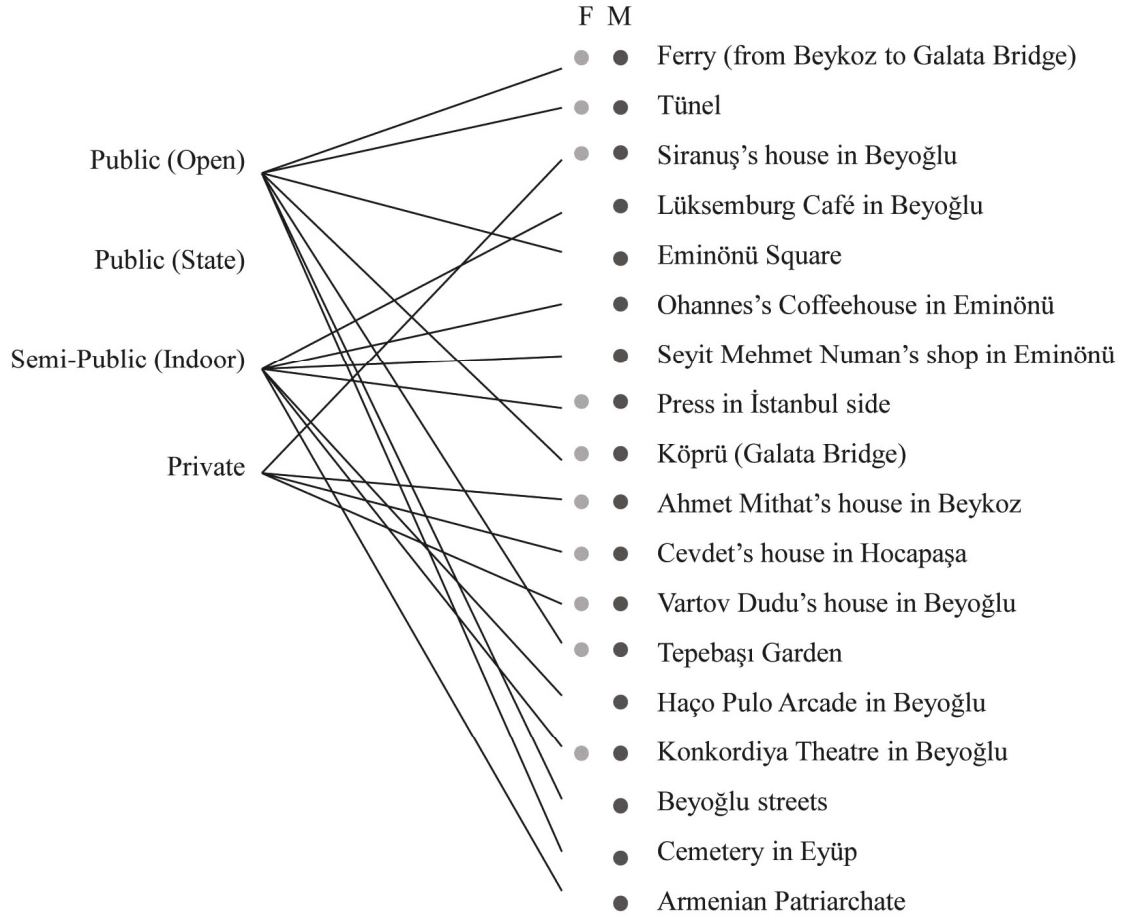 F M
Ferry (from Beykoz to Galata Bridge)
Tünel
Siranuş’s house in Beyoğlu
Lüksemburg Café in Beyoğlu
Eminönü Square
Ohannes’s Coffeehouse in Eminönü
Seyit Mehmet Numan’s shop in Eminönü
Press in İstanbul side
Köprü (Galata Bridge)
Ahmet Mithat’s house in Beykoz
Cevdet’s house in Hocapaşa
Vartov Dudu’s house in Beyoğlu
Tepebaşı Garden
Haço Pulo Arcade in Beyoğlu
Konkordiya Theatre in Beyoğlu
Beyoğlu streets
Cemetery in Eyüp
Armenian Patriarchate
Public (Open)
Public (State)
Semi-Public (Indoor)
Private